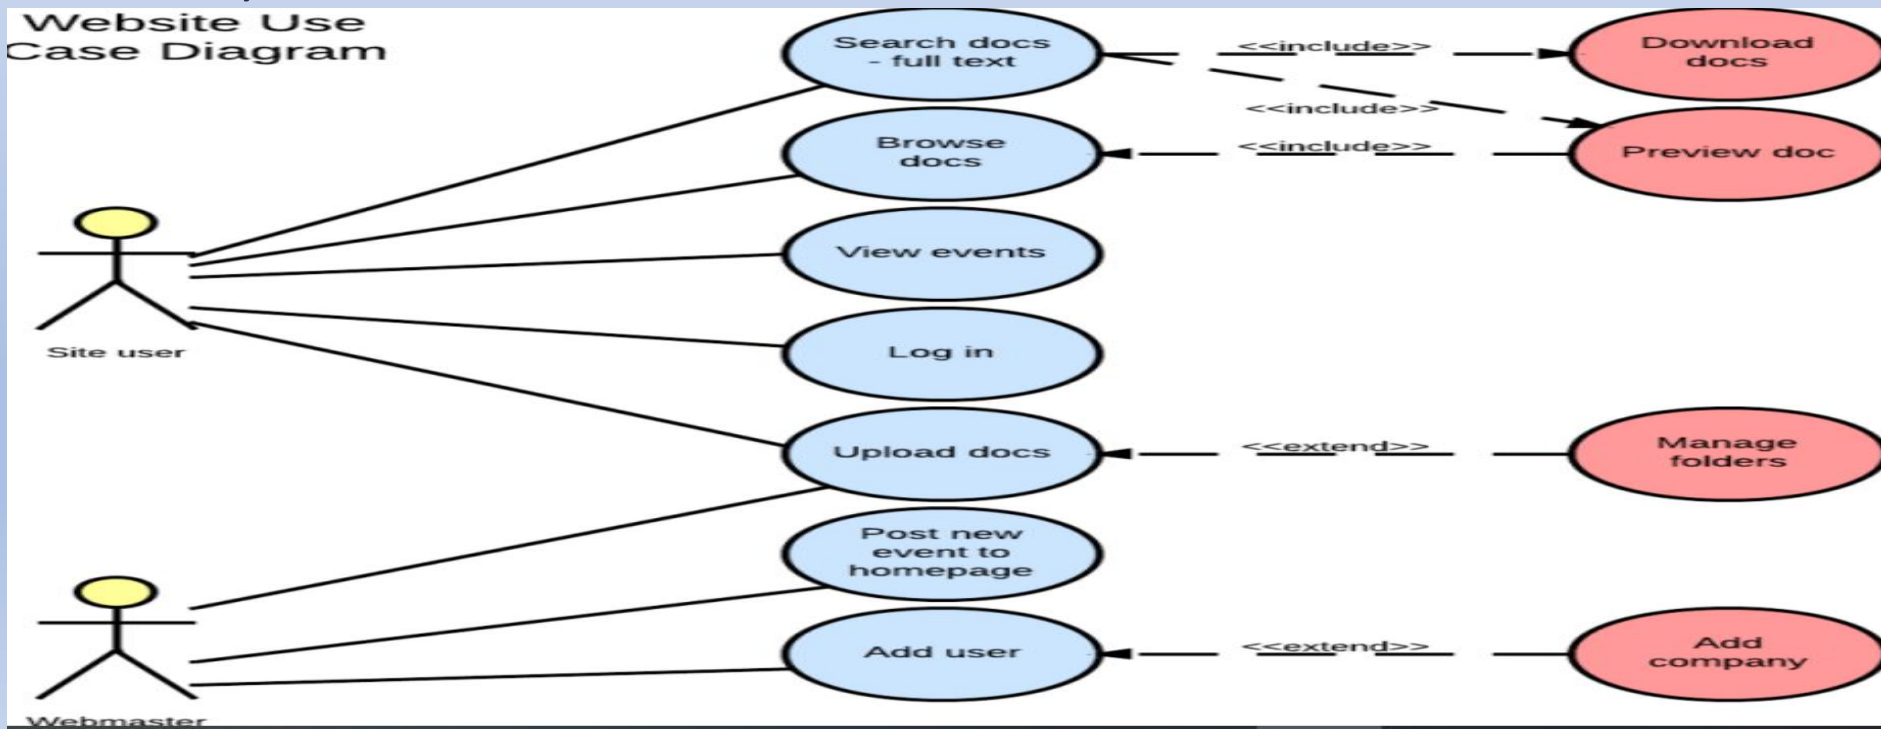 Website Use
Case Diagram
Search docs
- full text
<<include>>
Download
docs
<<include>>
Browse
docs
<<include>>
Preview doc
View events
Site user
Log in
Upload docs
<<extend>>
Manage
folders
Post new
event to
homepage
Add user
<<extend>>
Add
company
Webmaster